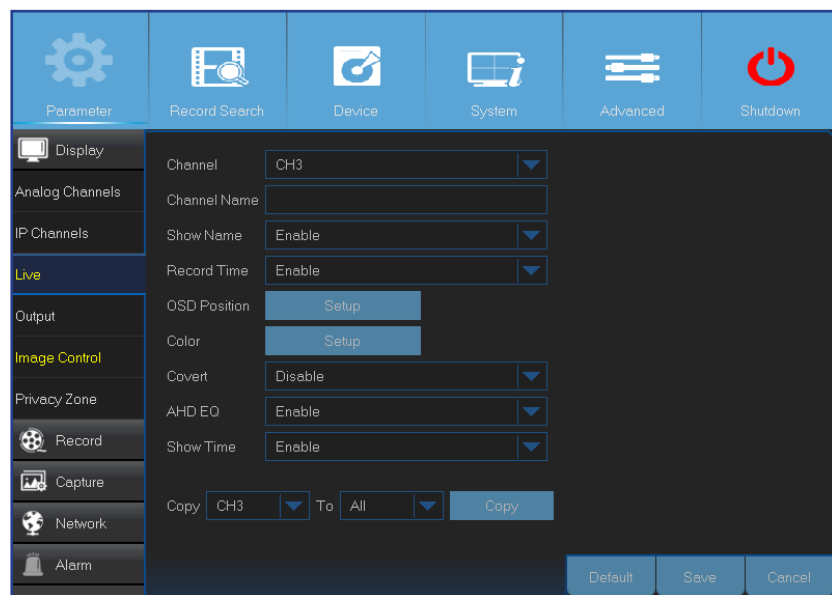 Parameter
Record Search
Device
System
Advanced
Shutdown
Display
Analog Channels
IP Channels
Live
Output
Image Control
Privacy Zone
Record
Capture
Network
Alarm
Channel CH3
Channel Name
Show Name Enable
Record Time Enable
OSD Position Setup
Color Setup
Covert Disable
AHD EQ Enable
Show Time Enable
Copy CH3 To All Copy
Default Save Cancel